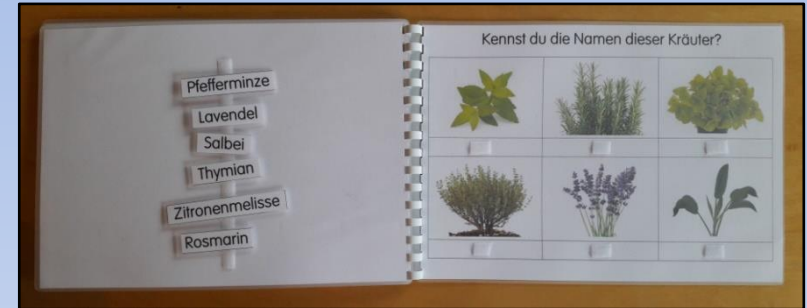 Pfefferminze
Lavendel
Salbei
Thymian
Zitronenmelisse
Rosmarin
Kennst du die Namen dieser Kräuter?